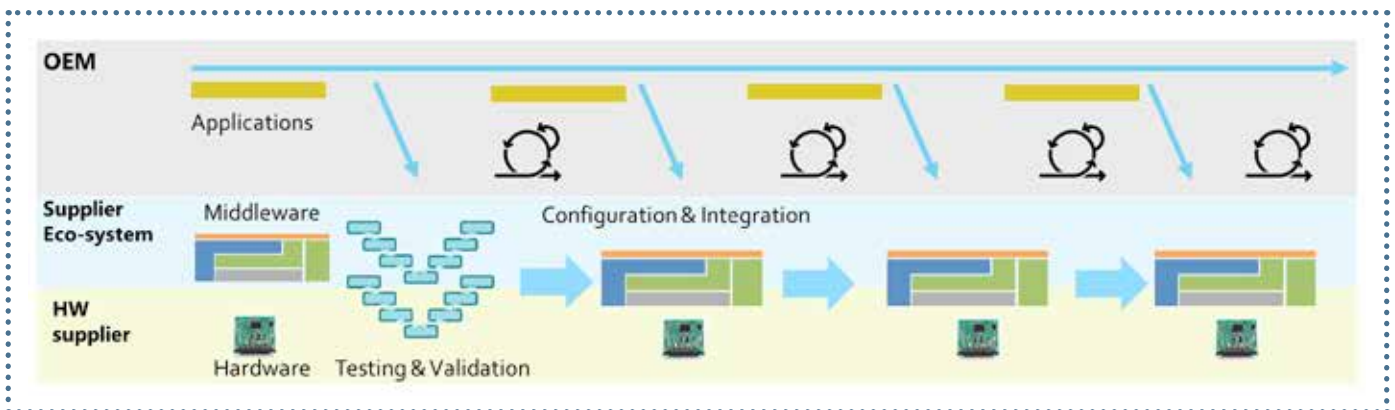 OEM
Applications
Supplier
Eco-system
Middleware
Configuration & Integration
HW
supplier
Hardware
Testing & Validation